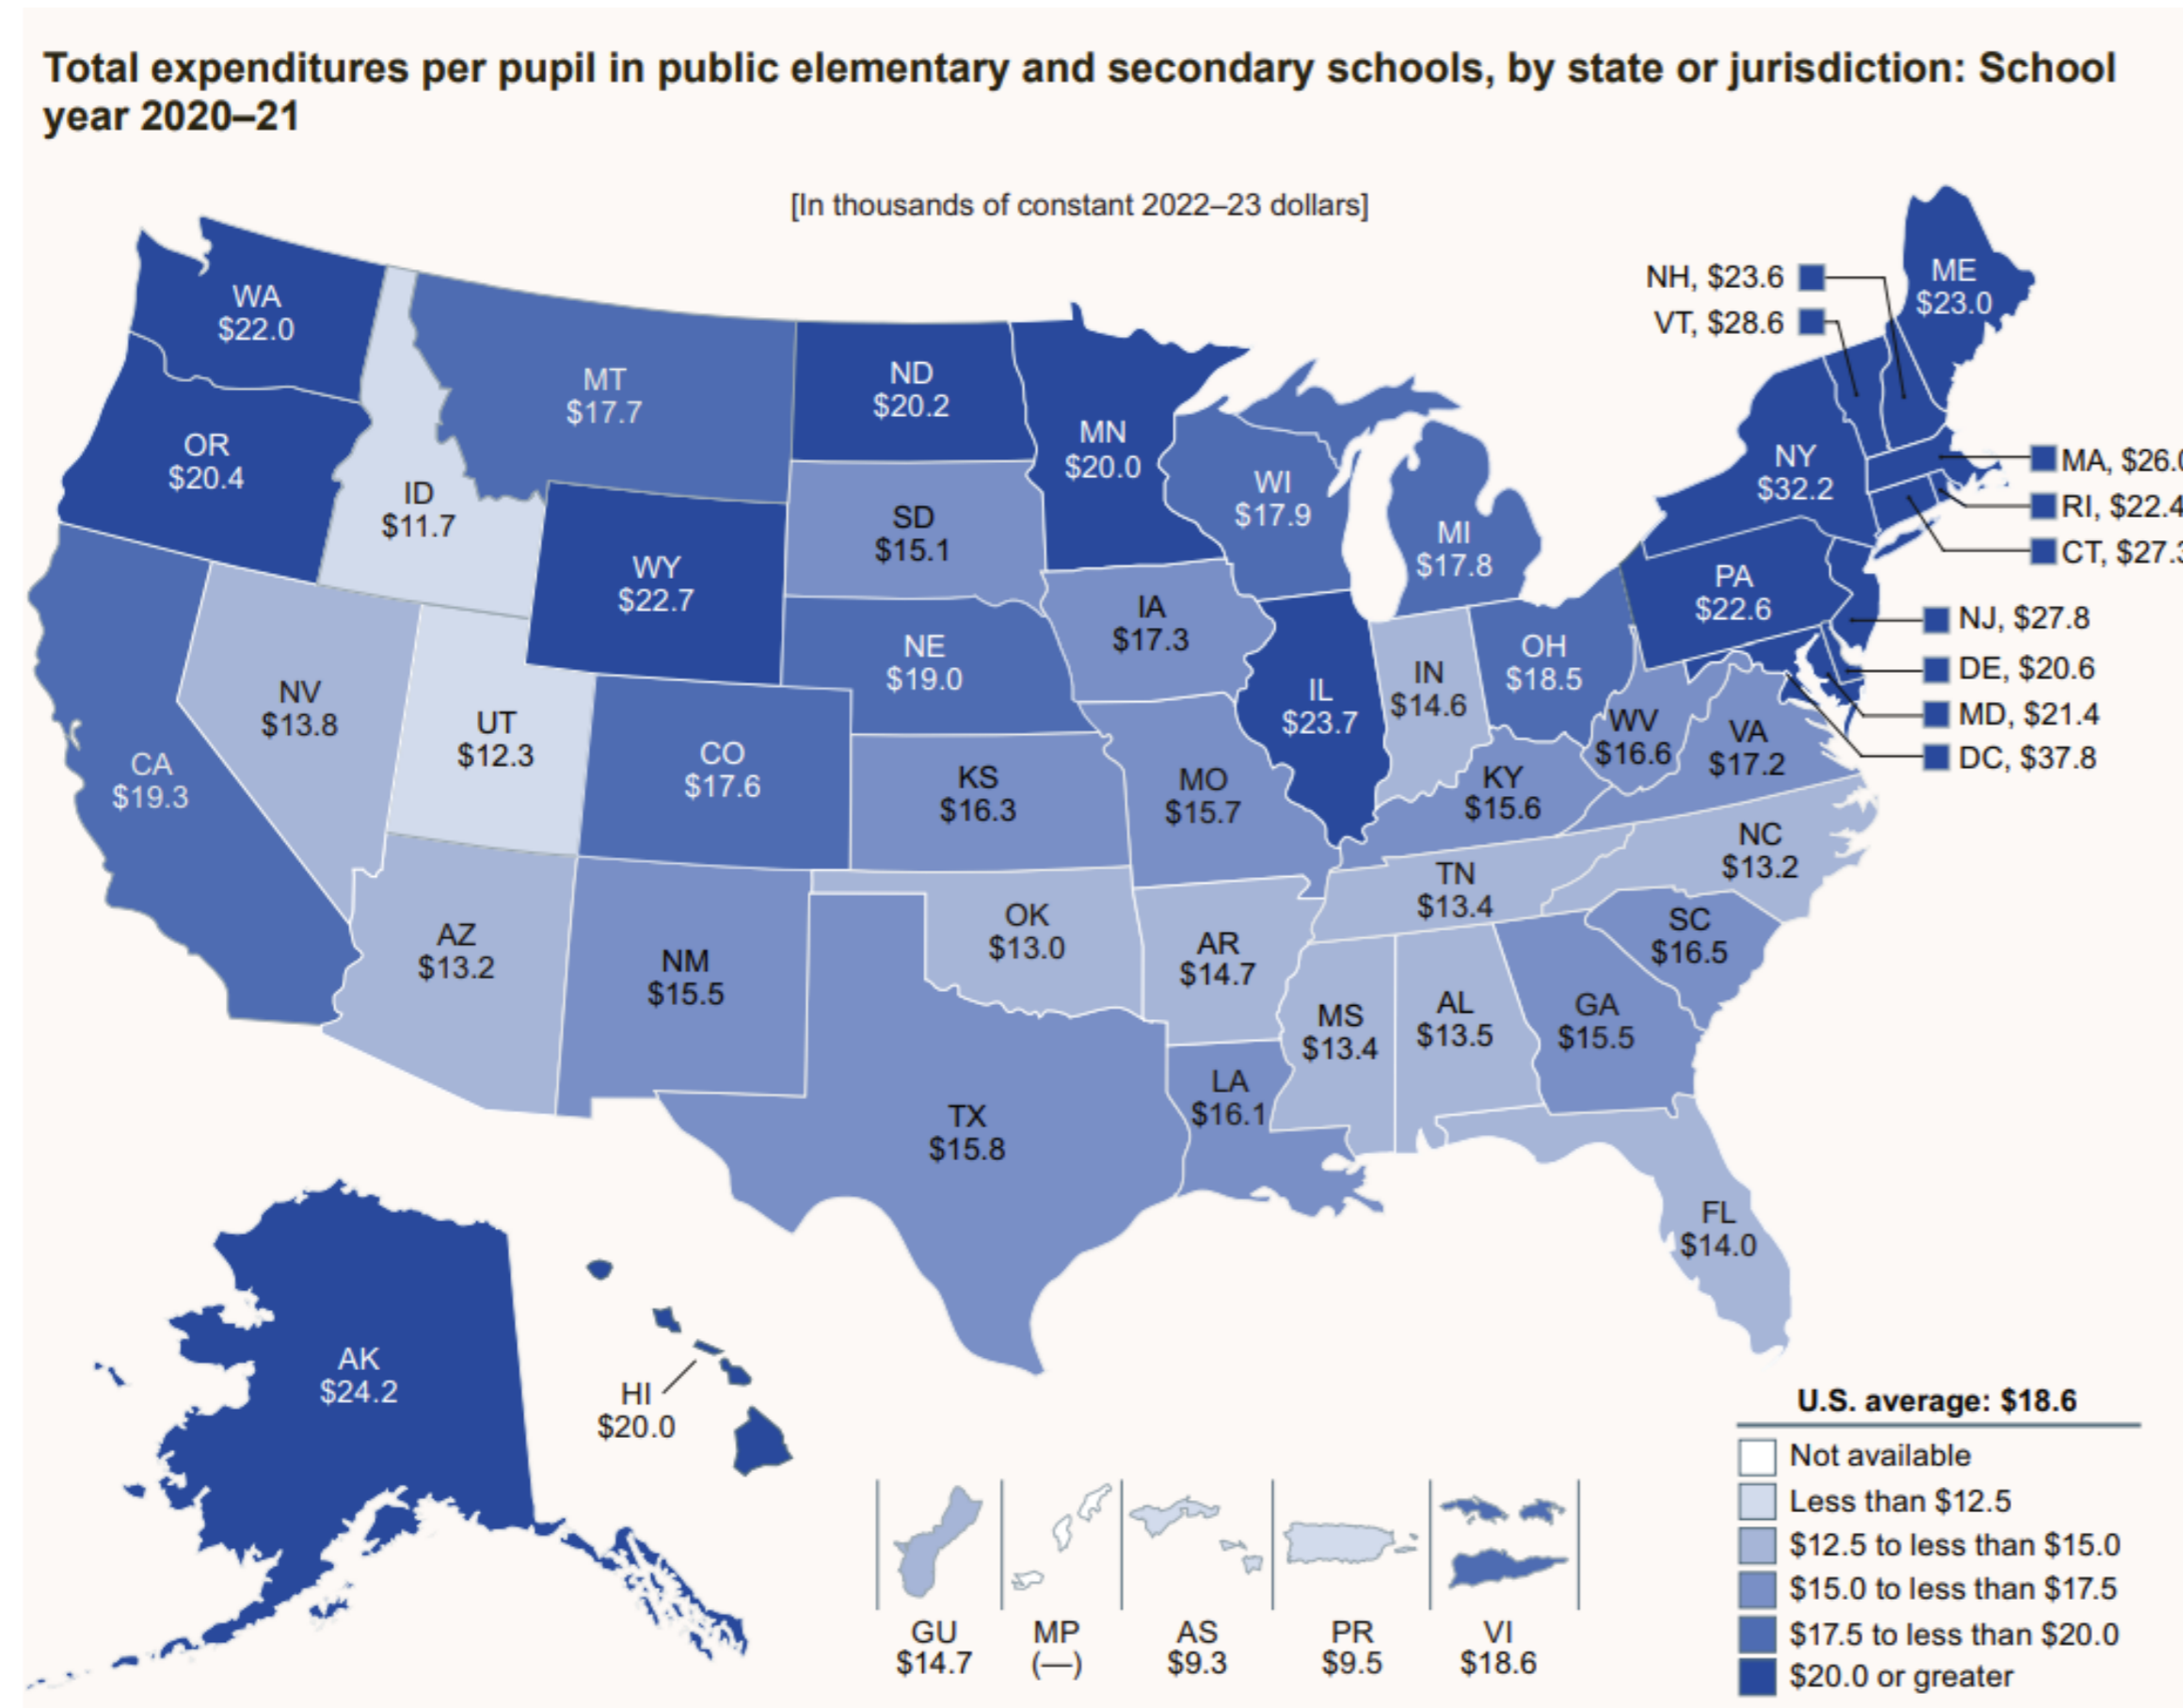 Total expenditures per pupil in public elementary and secondary schools, by state or jurisdiction: School
year 2020–21
[In thousands of constant 2022–23 dollars]
WA
$22.0
OR
$20.4
ID
$11.7
MT
$17.7
ND
$20.2
MN
$20.0
WI
$17.9
MI
$17.8
NH, $23.6
VT, $28.6
ME
$23.0
NY
$32.2
MA, $26.0
RI, $22.4
CT, $27.3
PA
$22.6
NJ, $27.8
DE, $20.6
MD, $21.4
DC, $37.8
WY
$22.7
SD
$15.1
NE
$19.0
IA
$17.3
IL
$23.7
IN
$14.6
OH
$18.5
WV
$16.6
VA
$17.2
CA
$19.3
NV
$13.8
UT
$12.3
CO
$17.6
KS
$16.3
MO
$15.7
KY
$15.6
NC
$13.2
TN
$13.4
SC
$16.5
AZ
$13.2
NM
$15.5
OK
$13.0
AR
$14.7
MS
$13.4
AL
$13.5
GA
$15.5
TX
$15.8
LA
$16.1
FL
$14.0
AK
$24.2
HI
$20.0
GU
$14.7
MP
(—)
AS
$9.3
PR
$9.5
VI
$18.6
U.S. average: $18.6
Not available
Less than $12.5
$12.5 to less than $15.0
$15.0 to less than $17.5
$17.5 to less than $20.0
$20.0 or greater